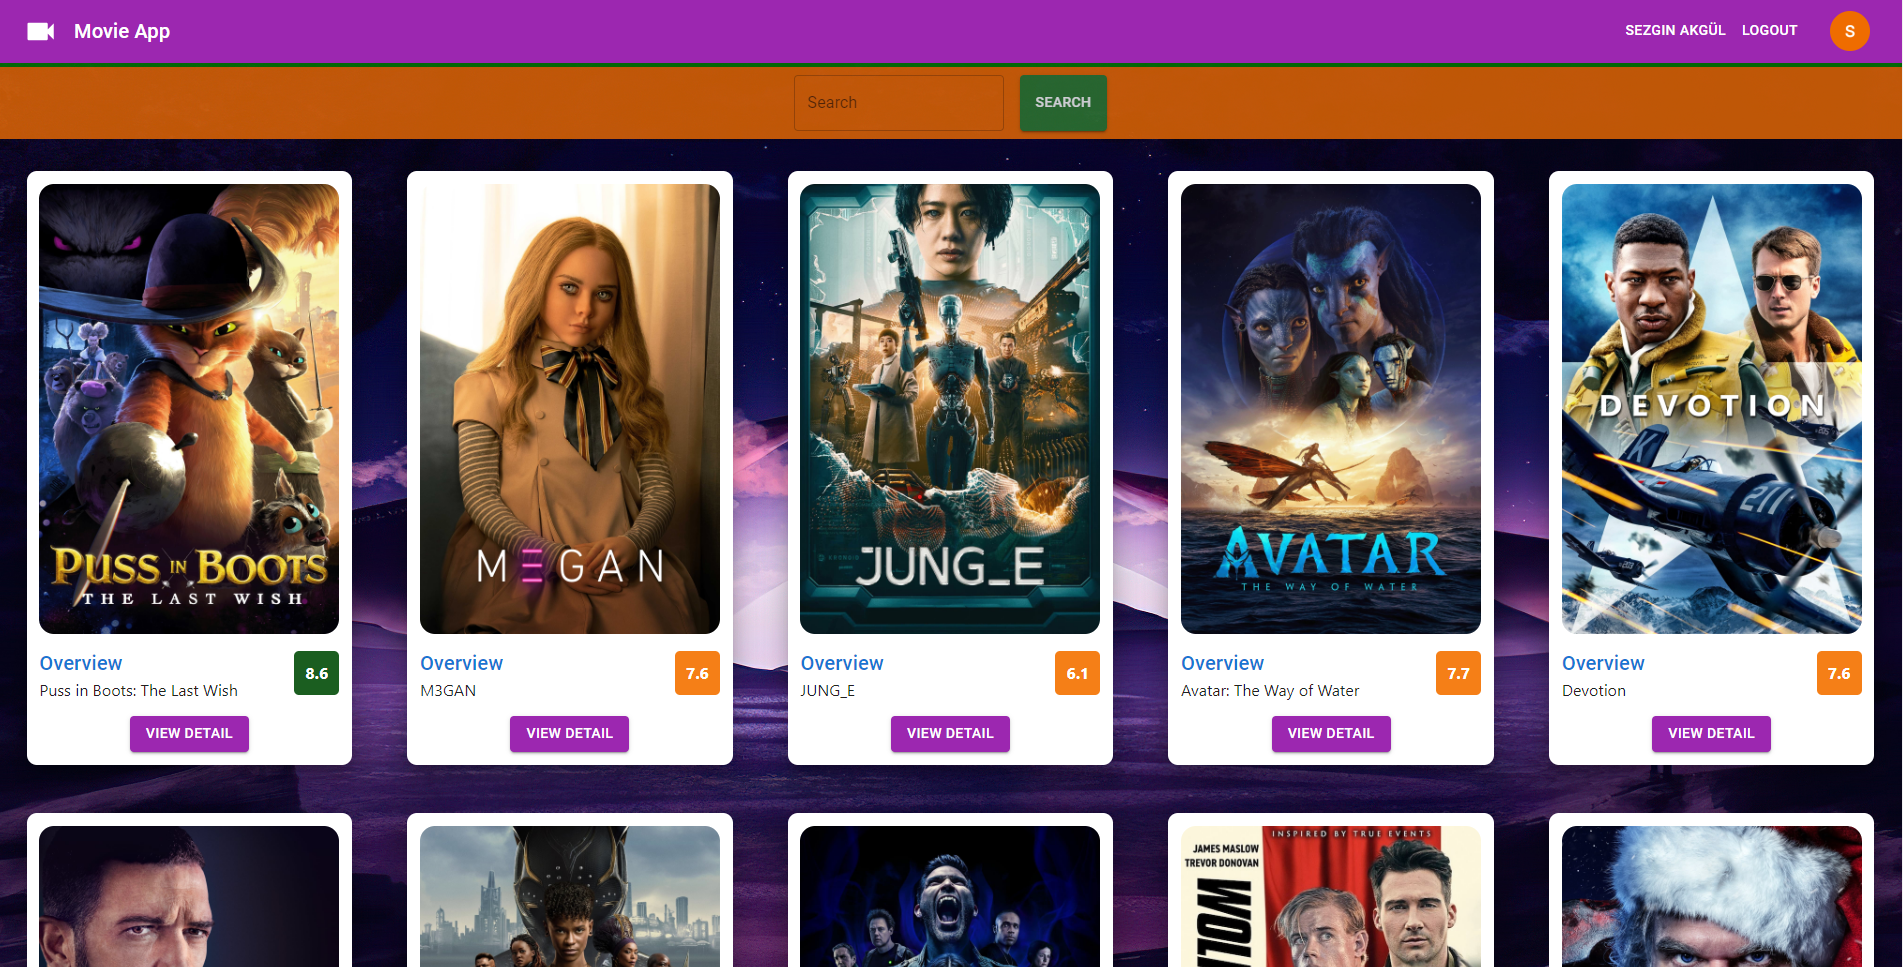 Movie App
SEZGIN AKGÜL
LOGOUT
S
Search
SEARCH
PUSS IN BOOTS
THE LAST WISH
Overview
8.6
Puss in Boots: The Last Wish
VIEW DETAIL
M3GAN
Overview
7.6
M3GAN
VIEW DETAIL
JUNG_E
Overview
6.1
JUNG_E
VIEW DETAIL
AVATAR
THE WAY OF WATER
Overview
7.7
Avatar: The Way of Water
VIEW DETAIL
DEVOTION
K
211
Overview
7.6
Devotion
VIEW DETAIL
INSPIRED BY TRUE EVENTS
JAMES MASLOW
TREVOR DONOVAN